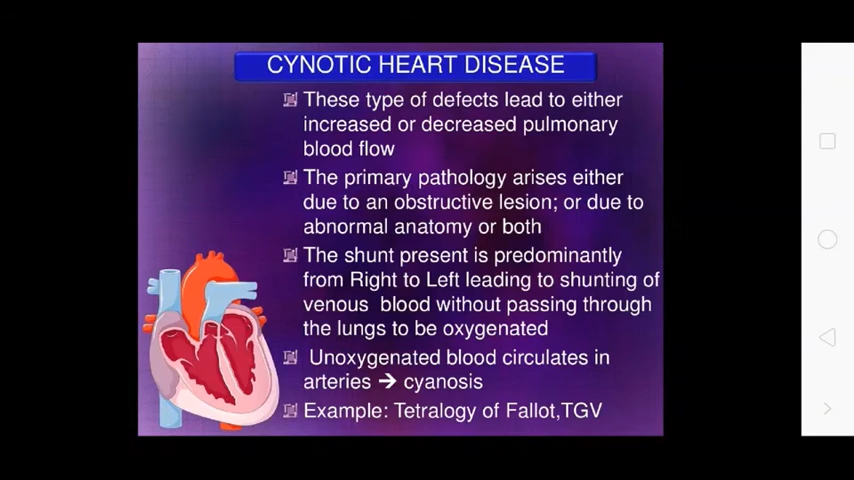 CYNOTIC HEART DISEASE
These type of defects lead to either
increased or decreased pulmonary
blood flow
The primary pathology arises either
due to an obstructive lesion; or due to
abnormal anatomy or both
The shunt present is predominantly
from Right to Left leading to shunting of
venous blood without passing through
the lungs to be oxygenated
Unoxygenated blood circulates in
arteries → cyanosis
Example: Tetralogy of Fallot,TGV